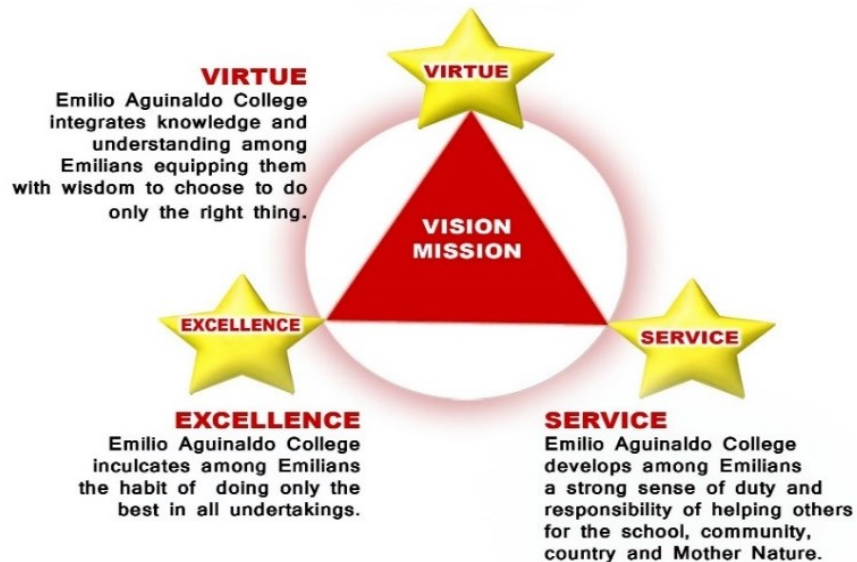 VIRTUE
VIRTUE
Emilio Aguinaldo College
integrates knowledge and
understanding among
Emilians equipping them
with wisdom to choose to do
only the right thing.
VISION
MISSION
EXCELLENCE
SERVICE
EXCELLENCE
Emilio Aguinaldo College
inculcates among Emilians
the habit of doing only the
best in all undertakings.
SERVICE
Emilio Aguinaldo College
develops among Emilians
a strong sense of duty and
responsibility of helping others
for the school, community,
country and Mother Nature.